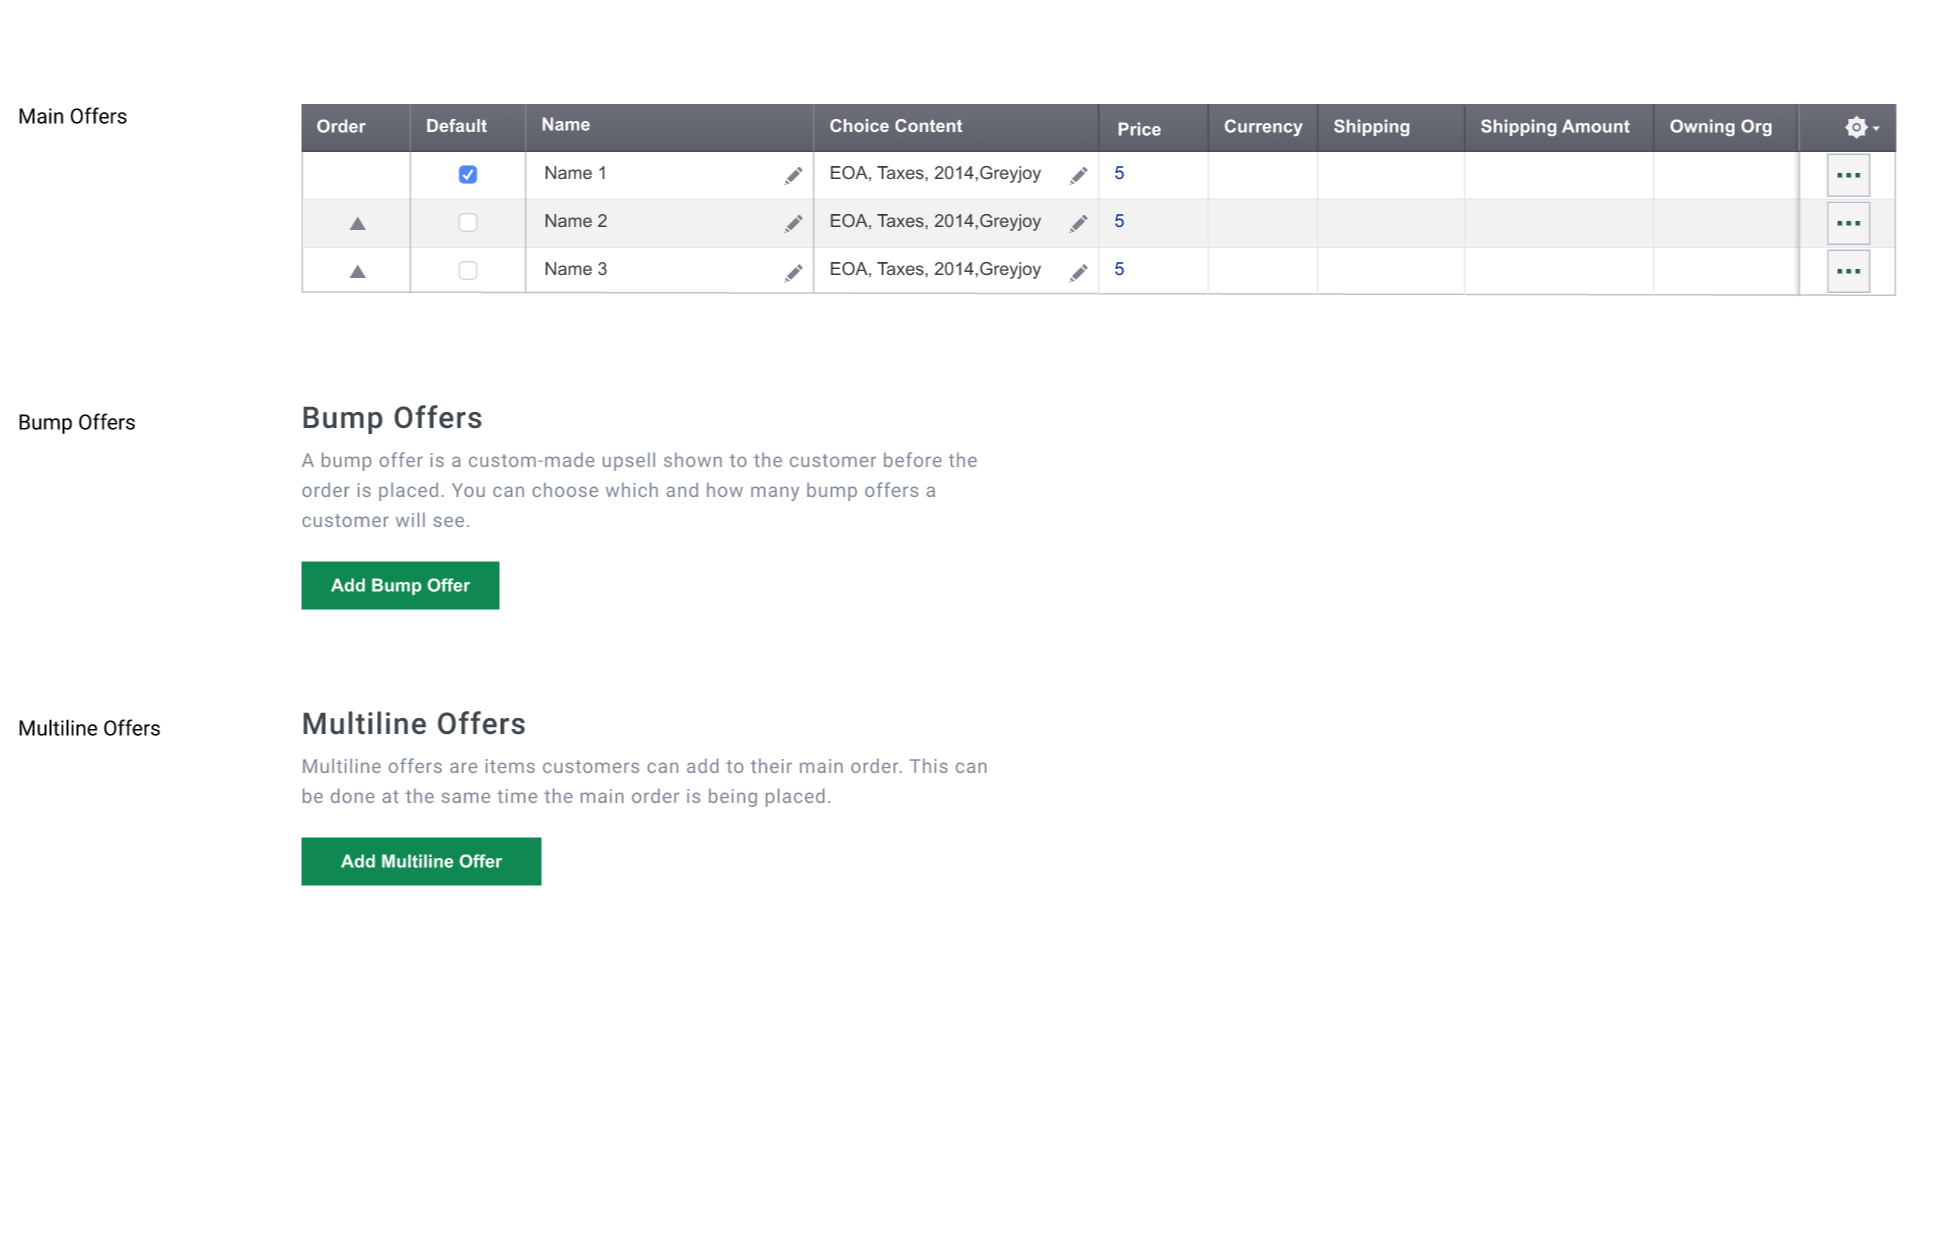 Main Offers
Order Default Name Choice Content Price Currency Shipping Shipping Amount Owning Org
Name 1 EOA, Taxes, 2014,Greyjoy 5
Name 2 EOA, Taxes, 2014,Greyjoy 5
Name 3 EOA, Taxes, 2014,Greyjoy 5
Bump Offers
Bump Offers
A bump offer is a custom-made upsell shown to the customer before the
order is placed. You can choose which and how many bump offers a
customer will see.
Add Bump Offer
Multiline Offers
Multiline Offers
Multiline offers are items customers can add to their main order. This can
be done at the same time the main order is being placed.
Add Multiline Offer